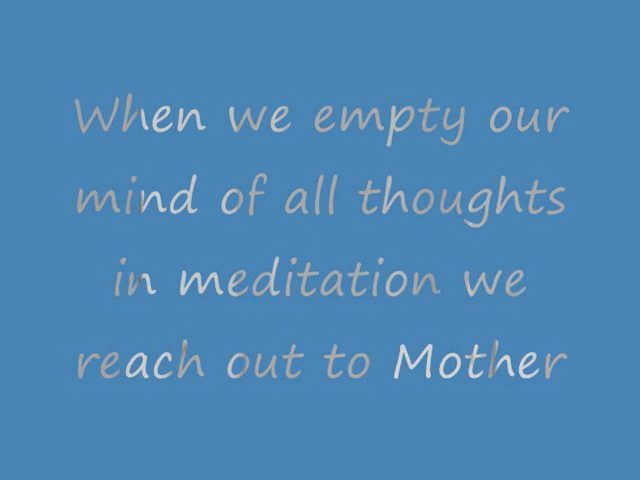 When we empty our
mind of all thoughts
in meditation we
reach out to Mother